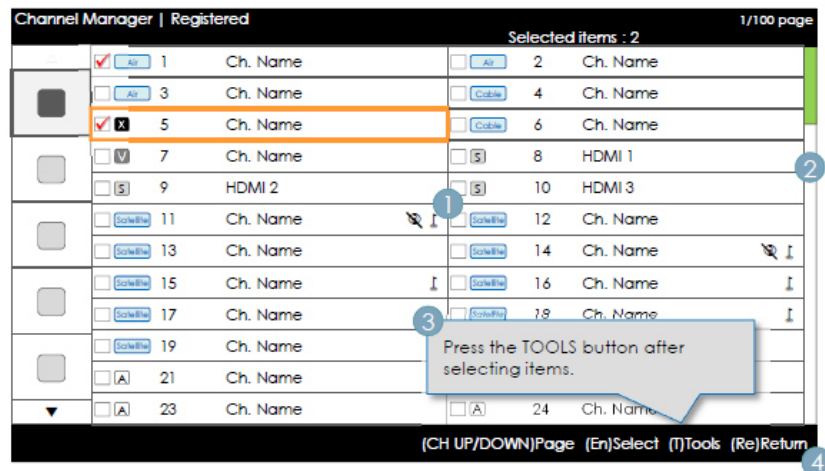 Channel Manager | Registered
1/100 page
Selected items : 2
Air 1 Ch. Name
Air 2 Ch. Name
Air 3 Ch. Name
Cable 4 Ch. Name
X 5 Ch. Name
Cable 6 Ch. Name
V 7 Ch. Name
S 8 HDMI 1
2
S 9 HDMI 2
S 10 HDMI 3
1
Satellite 11 Ch. Name
Satellite 12 Ch. Name
Satellite 13 Ch. Name
Satellite 14 Ch. Name
Satellite 15 Ch. Name
Satellite 16 Ch. Name
Satellite 17 Ch. Name
Satellite 18 Ch. Name
3
Satellite 19 Ch. Name
Press the TOOLS button after
selecting items.
A 21 Ch. Name
A 23 Ch. Name
A 24 Ch. Name
(CH UP/DOWN)Page (En)Select (T)Tools (Re)Return
4